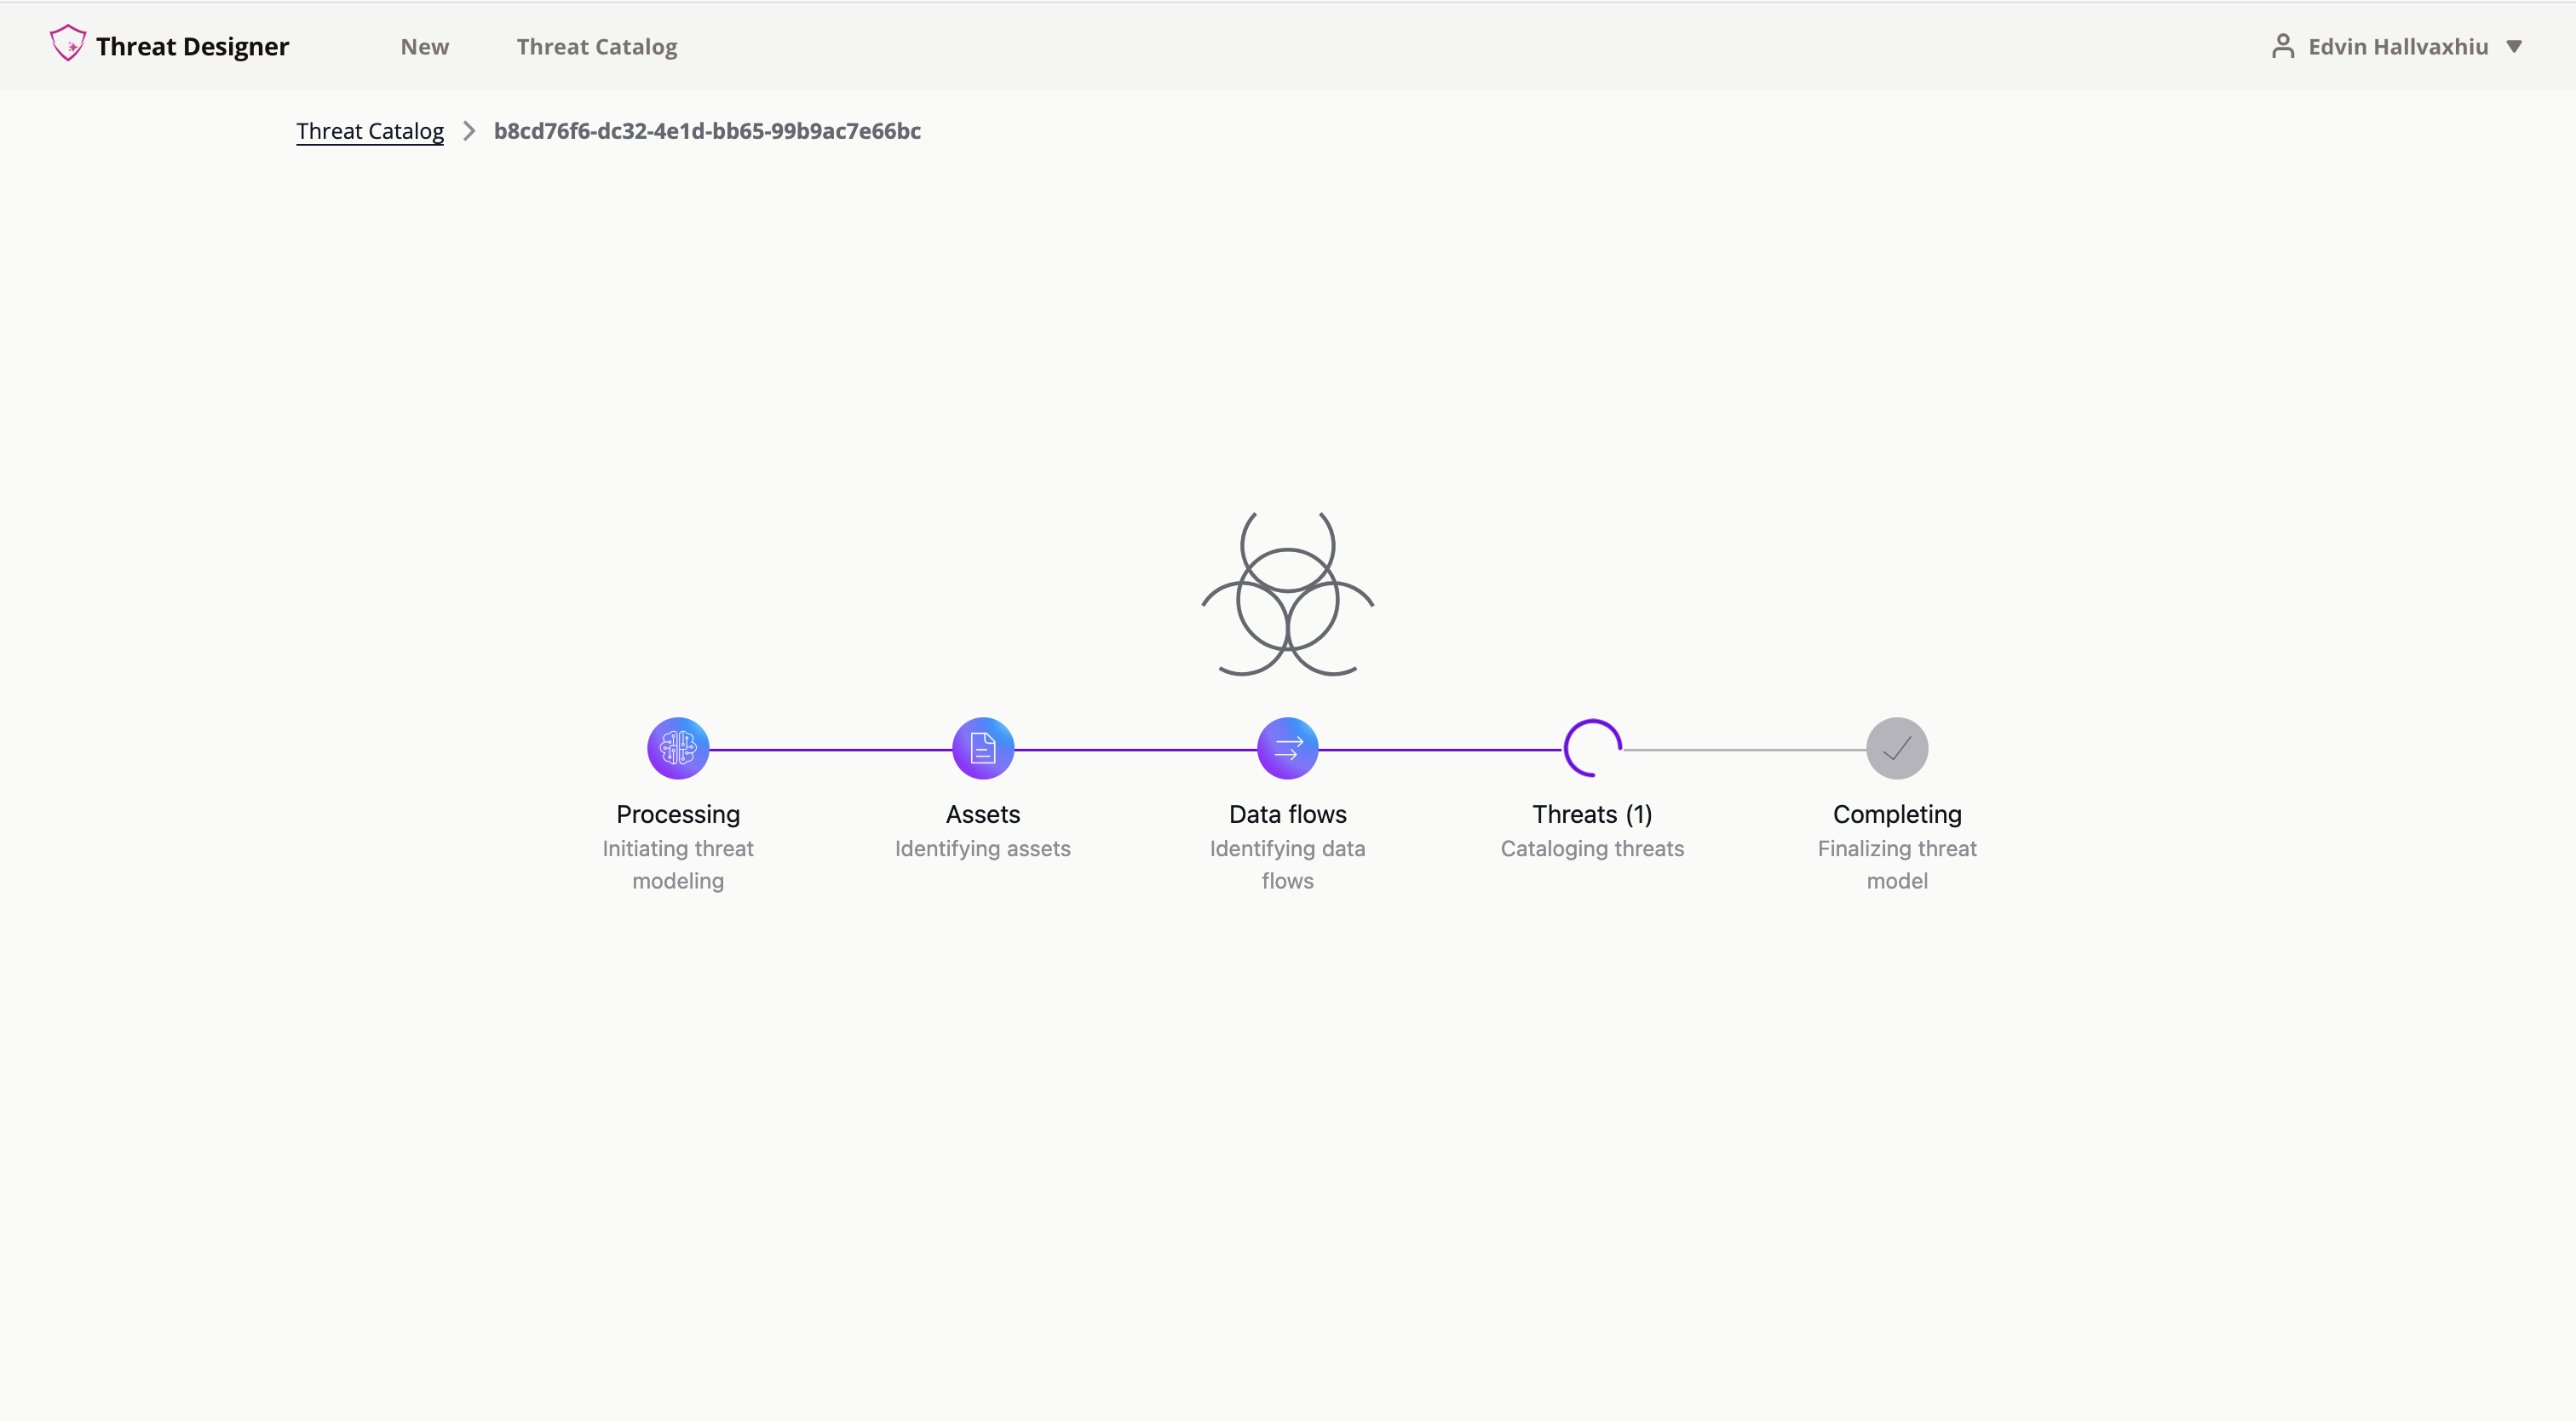 Threat Designer
New
Threat Catalog
Edvin Hallvaxhiu
Threat Catalog
b8cd76f6-dc32-4e1d-bb65-99b9ac7e66bc
Processing
Initiating threat
modeling
Assets
Identifying assets
Data flows
Identifying data
flows
Threats (1)
Cataloging threats
Completing
Finalizing threat
model